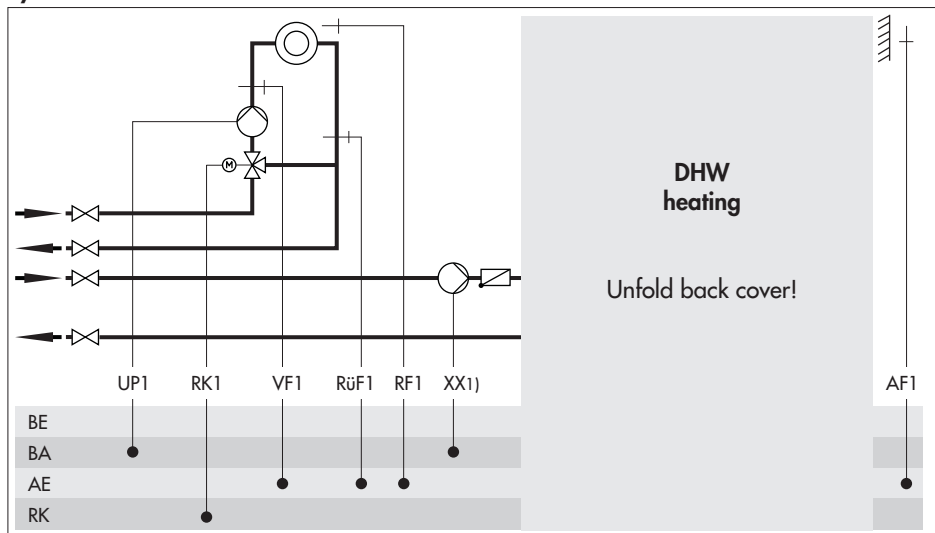 DHW
heating
Unfold back cover!
M
UP1 RK1 VF1 RüF1 RF1 XX1) AF1
BE
BA
AE
RK